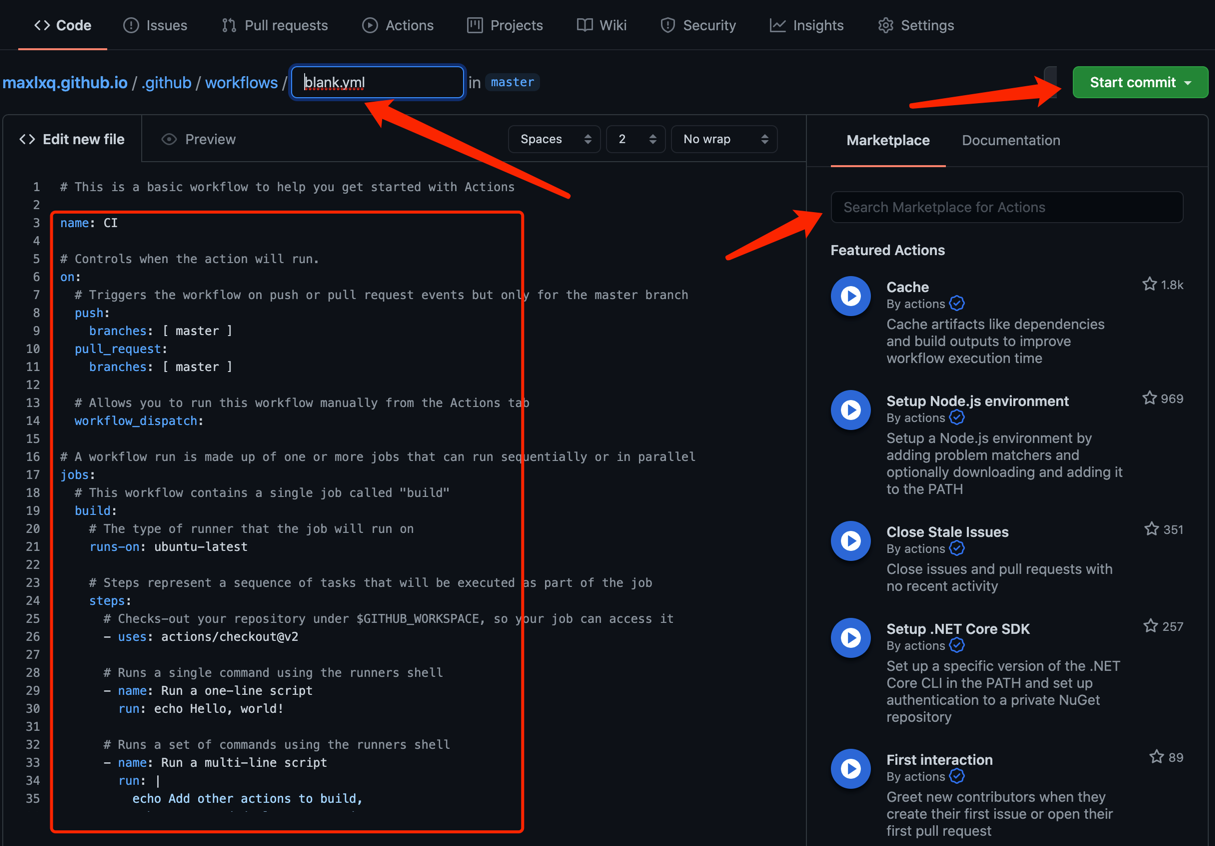 Code Issues Pull requests Actions Projects Wiki Security Insights Settings
maxlxq.github.io / .github / workflows / blank.yml in master Start commit
Edit new file Preview Spaces 2 No wrap
1 # This is a basic workflow to help you get started with Actions
2
3 name: CI
4
5 # Controls when the action will run.
6 on:
7 # Triggers the workflow on push or pull request events but only for the master branch
8 push:
9 branches: [ master ]
10 pull_request:
11 branches: [ master ]
12
13 # Allows you to run this workflow manually from the Actions tab
14 workflow_dispatch:
15
16 # A workflow run is made up of one or more jobs that can run sequentially or in parallel
17 jobs:
18 # This workflow contains a single job called "build"
19 build:
20 # The type of runner that the job will run on
21 runs-on: ubuntu-latest
22
23 # Steps represent a sequence of tasks that will be executed as part of the job
24 steps:
25 # Checks-out your repository under $GITHUB_WORKSPACE, so your job can access it
26 - uses: actions/checkout@v2
27
28 # Runs a single command using the runners shell
29 - name: Run a one-line script
30 run: echo Hello, world!
31
32 # Runs a set of commands using the runners shell
33 - name: Run a multi-line script
34 run: |
35 echo Add other actions to build,
Marketplace Documentation
Search Marketplace for Actions
Featured Actions
Cache 1.8k
By actions
Cache artifacts like dependencies
and build outputs to improve
workflow execution time
Setup Node.js environment 969
By actions
Setup a Node.js environment by
adding problem matchers and
optionally downloading and adding it
to the PATH
Close Stale Issues 351
By actions
Close issues and pull requests with
no recent activity
Setup .NET Core SDK 257
By actions
Set up a specific version of the .NET
Core CLI in the PATH and set up
authentication to a private NuGet
repository
First interaction 89
By actions
Greet new contributors when they
create their first issue or open their
first pull request